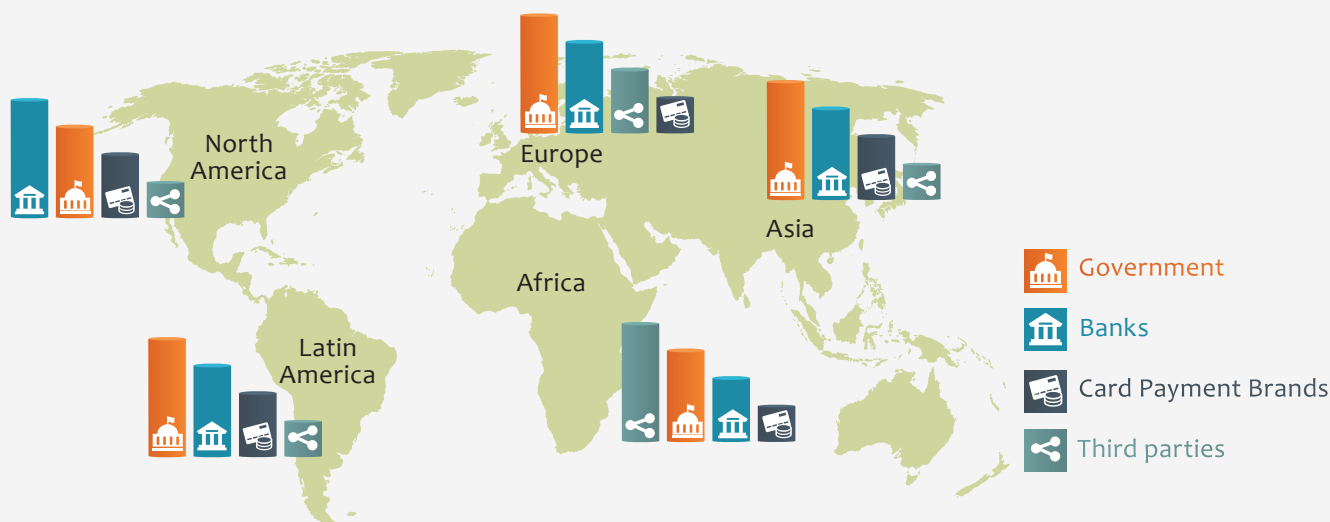 North
America
Europe
Asia
Africa
Latin
America
Government
Banks
Card Payment Brands
Third parties